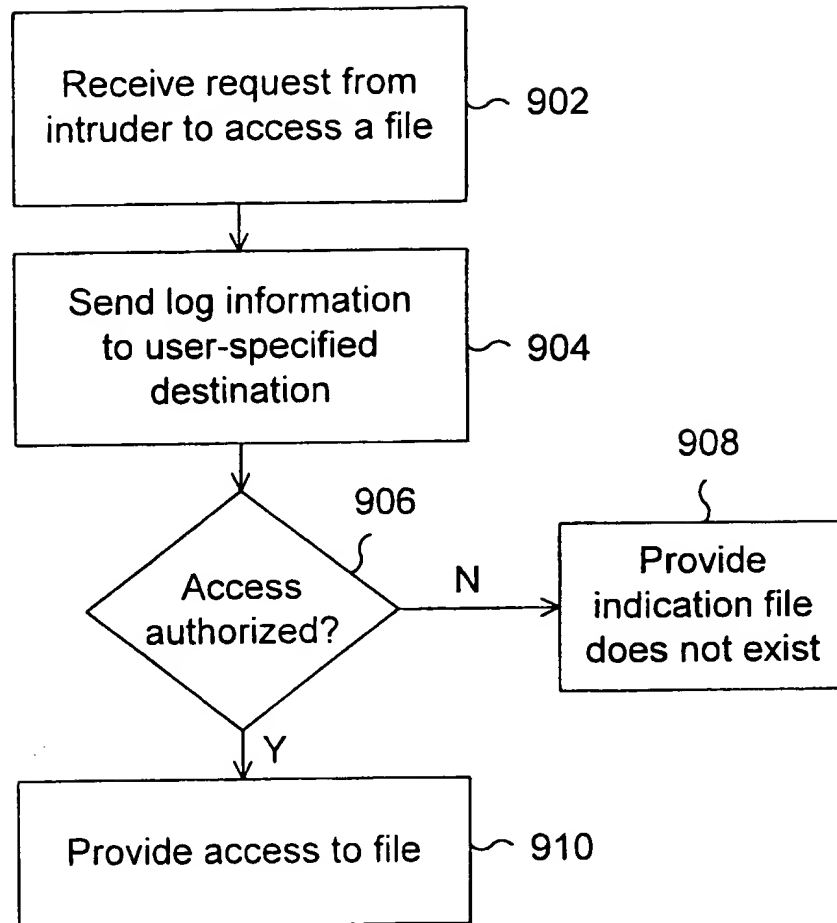 Receive request from
intruder to access a file
902
Send log information
to user-specified
destination
904
906
Access
authorized?
N
908
Provide
indication file
does not exist
Y
Provide access to file
910